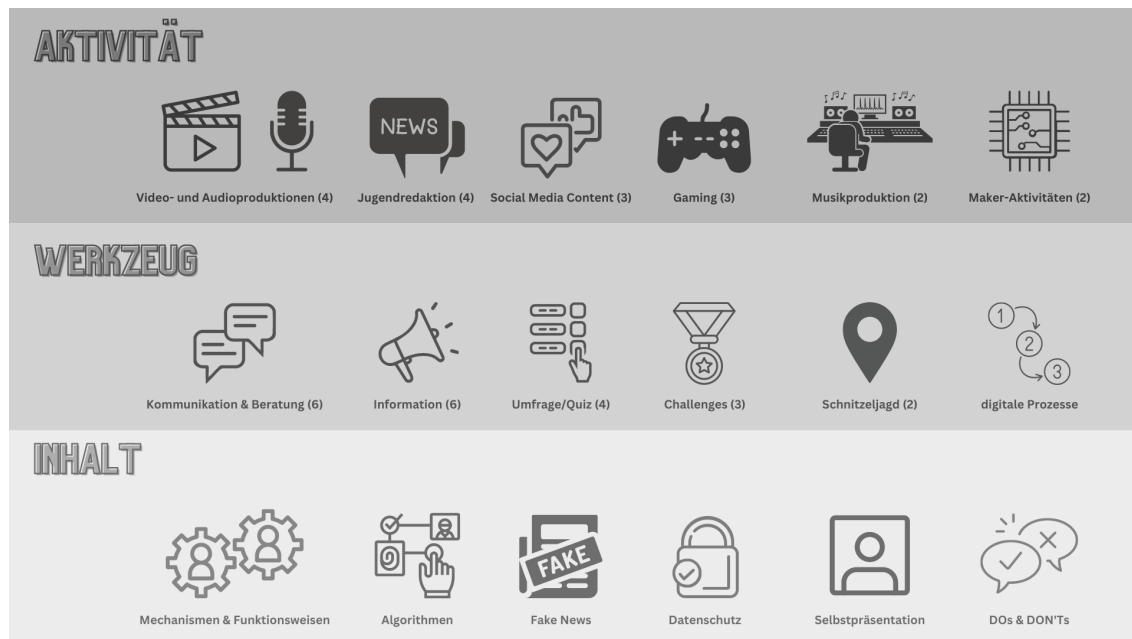 AKTIVITÄT
NEWS
Video- und Audioproduktionen (4)
Jugendredaktion (4)
Social Media Content (3)
Gaming (3)
Musikproduktion (2)
Maker-Aktivitäten (2)
WERKZEUG
1
2
3
Kommunikation & Beratung (6)
Information (6)
Umfrage/Quiz (4)
Challenges (3)
Schnitzeljagd (2)
digitale Prozesse
INHALT
FAKE
Mechanismen & Funktionsweisen
Algorithmen
Fake News
Datenschutz
Selbstpräsentation
DOs & DON'Ts